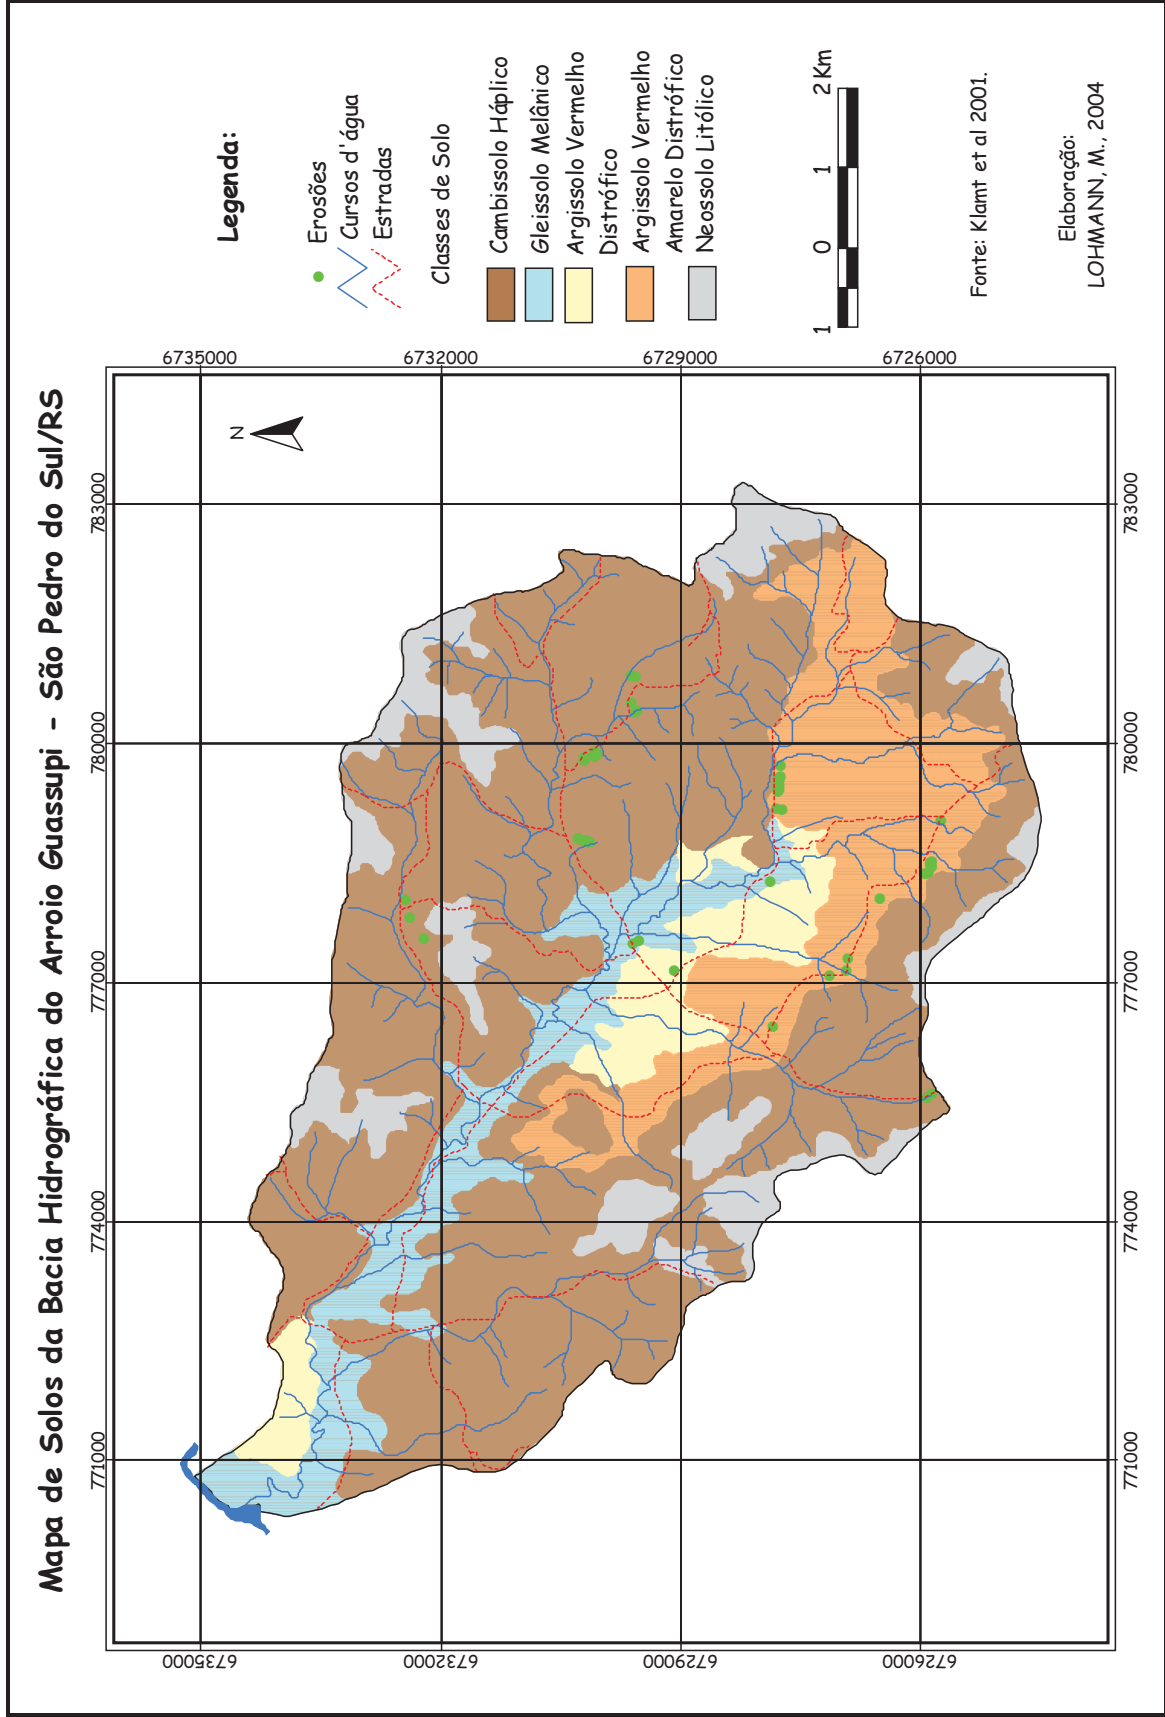 Mapa de Solos da Bacia Hidrográfica do Arroio Guassupi - São Pedro do Sul/RS
771000
774000
777000
780000
783000
6735000
6732000
6729000
6726000
N
6735000
6732000
6729000
6726000
771000
774000
777000
780000
783000
Legenda:
Erosões
Cursos d'água
Estradas
Classes de Solo
Cambissolo Háplico
Gleissolo Melânico
Argissolo Vermelho
Distrófico
Argissolo Vermelho
Amarelo Distrófico
Neossolo Litólico
1 0 1 2 Km
Fonte: Klamt et al 2001.
Elaboração:
LOHMANN, M., 2004